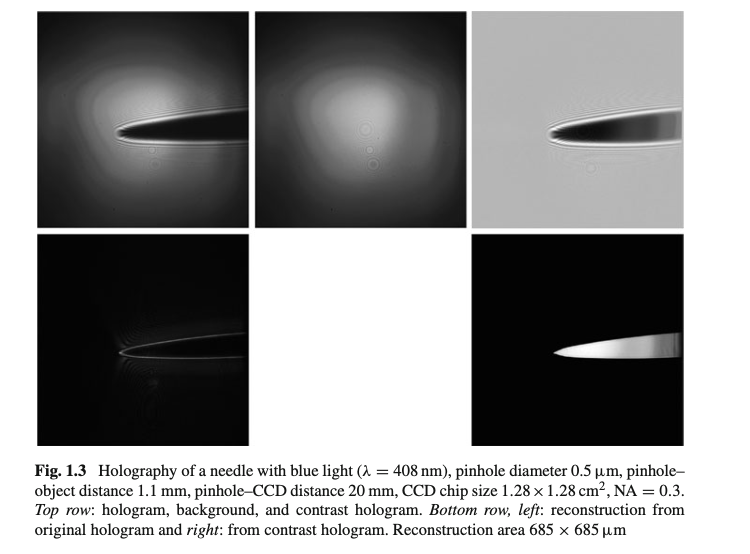 Fig. 1.3 Holography of a needle with blue light (λ = 408 nm), pinhole diameter 0.5 μm, pinhole–
object distance 1.1 mm, pinhole–CCD distance 20 mm, CCD chip size 1.28 × 1.28 cm², NA = 0.3.
Top row: hologram, background, and contrast hologram. Bottom row, left: reconstruction from
original hologram and right: from contrast hologram. Reconstruction area 685 × 685 μm